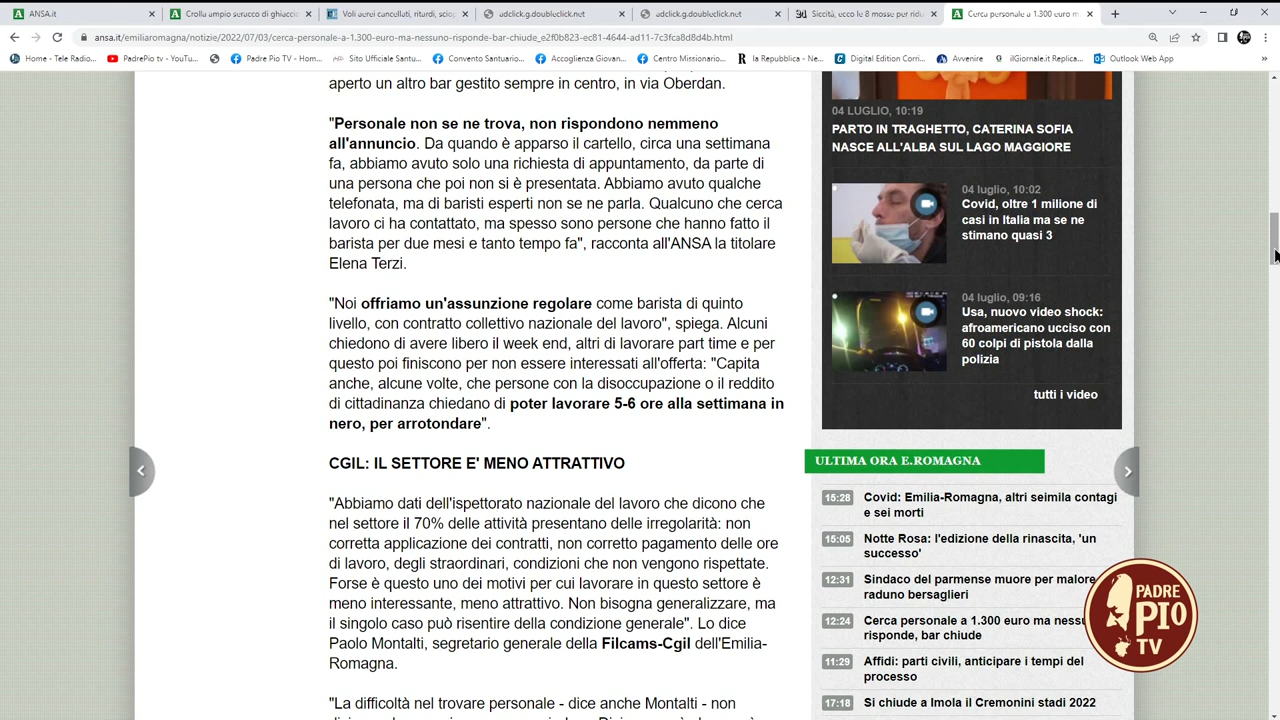 ANSA.it
Crolla ampio seracco di ghiaccio
Voli aerei cancellati, ritardi, sciop
adclick.g.doubleclick.net
adclick.g.doubleclick.net
Siccità, ecco le 8 mosse per ridu
Cerca personale a 1.300 euro m
ansa.it/emiliaromagna/notizie/2022/07/03/cerca-personale-a-1.300-euro-ma-nessuno-risponde-bar-chiude_e2f0b823-ec81-4644-ad11-7c3fca8d8d4b.html
Home - Tele Radio...
PadrePio tv - YouTu...
Padre Pio TV - Hom...
Sito Ufficiale Santu...
Convento Santuario...
Accoglienza Giovan...
Centro Missionario...
la Repubblica - Ne...
Digital Edition Corri...
Avvenire
ilGiornale.it Replica...
Outlook Web App
aperto un altro bar gestito sempre in centro, in via Oberdan.
"Personale non se ne trova, non rispondono nemmeno
all'annuncio. Da quando è apparso il cartello, circa una settimana
fa, abbiamo avuto solo una richiesta di appuntamento, da parte di
una persona che poi non si è presentata. Abbiamo avuto qualche
telefonata, ma di baristi esperti non se ne parla. Qualcuno che cerca
lavoro ci ha contattato, ma spesso sono persone che hanno fatto il
barista per due mesi e tanto tempo fa", racconta all'ANSA la titolare
Elena Terzi.
"Noi offriamo un'assunzione regolare come barista di quinto
livello, con contratto collettivo nazionale del lavoro", spiega. Alcuni
chiedono di avere libero il week end, altri di lavorare part time e per
questo poi finiscono per non essere interessati all'offerta: "Capita
anche, alcune volte, che persone con la disoccupazione o il reddito
di cittadinanza chiedano di poter lavorare 5-6 ore alla settimana in
nero, per arrotondare".
CGIL: IL SETTORE E' MENO ATTRATTIVO
"Abbiamo dati dell'ispettorato nazionale del lavoro che dicono che
nel settore il 70% delle attività presentano delle irregolarità: non
corretta applicazione dei contratti, non corretto pagamento delle ore
di lavoro, degli straordinari, condizioni che non vengono rispettate.
Forse è questo uno dei motivi per cui lavorare in questo settore è
meno interessante, meno attrattivo. Non bisogna generalizzare, ma
il singolo caso può risentire della condizione generale". Lo dice
Paolo Montalti, segretario generale della Filcams-Cgil dell'Emilia-
Romagna.
"La difficoltà nel trovare personale - dice anche Montalti - non
04 LUGLIO, 10:19
PARTO IN TRAGHETTO, CATERINA SOFIA
NASCE ALL'ALBA SUL LAGO MAGGIORE
04 luglio, 10:02
Covid, oltre 1 milione di
casi in Italia ma se ne
stimano quasi 3
04 luglio, 09:16
Usa, nuovo video shock:
afroamericano ucciso con
60 colpi di pistola dalla
polizia
tutti i video
ULTIMA ORA E.ROMAGNA
15:28 Covid: Emilia-Romagna, altri seimila contagi
e sei morti
15:05 Notte Rosa: l'edizione della rinascita, 'un
successo'
12:31 Sindaco del parmense muore per malore
raduno bersaglieri
12:24 Cerca personale a 1.300 euro ma nessu
risponde, bar chiude
11:29 Affidi: parti civili, anticipare i tempi del
processo
17:18 Si chiude a Imola il Cremonini stadi 2022
PADRE
PIO
TV